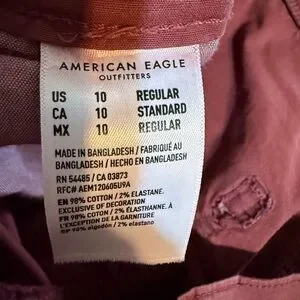 AMERICAN EAGLE
OUTFITTERS
US 10 REGULAR
CA 10 STANDARD
MX 10 REGULAR
MADE IN BANGLADESH / FABRIQUÉ AU
BANGLADESH / HECHO EN BANGLADESH
RN 54485 / CA 03873
RFC# AEM120605U9A
EN 98% COTTON / 2% ELASTANE.
EXCLUSIVE OF DECORATION
FR 98% COTON / 2% ÉLASTHANNE. À
L'EXCEPTION DE LA GARNITURE
SP 98% algodón / 2% elastano